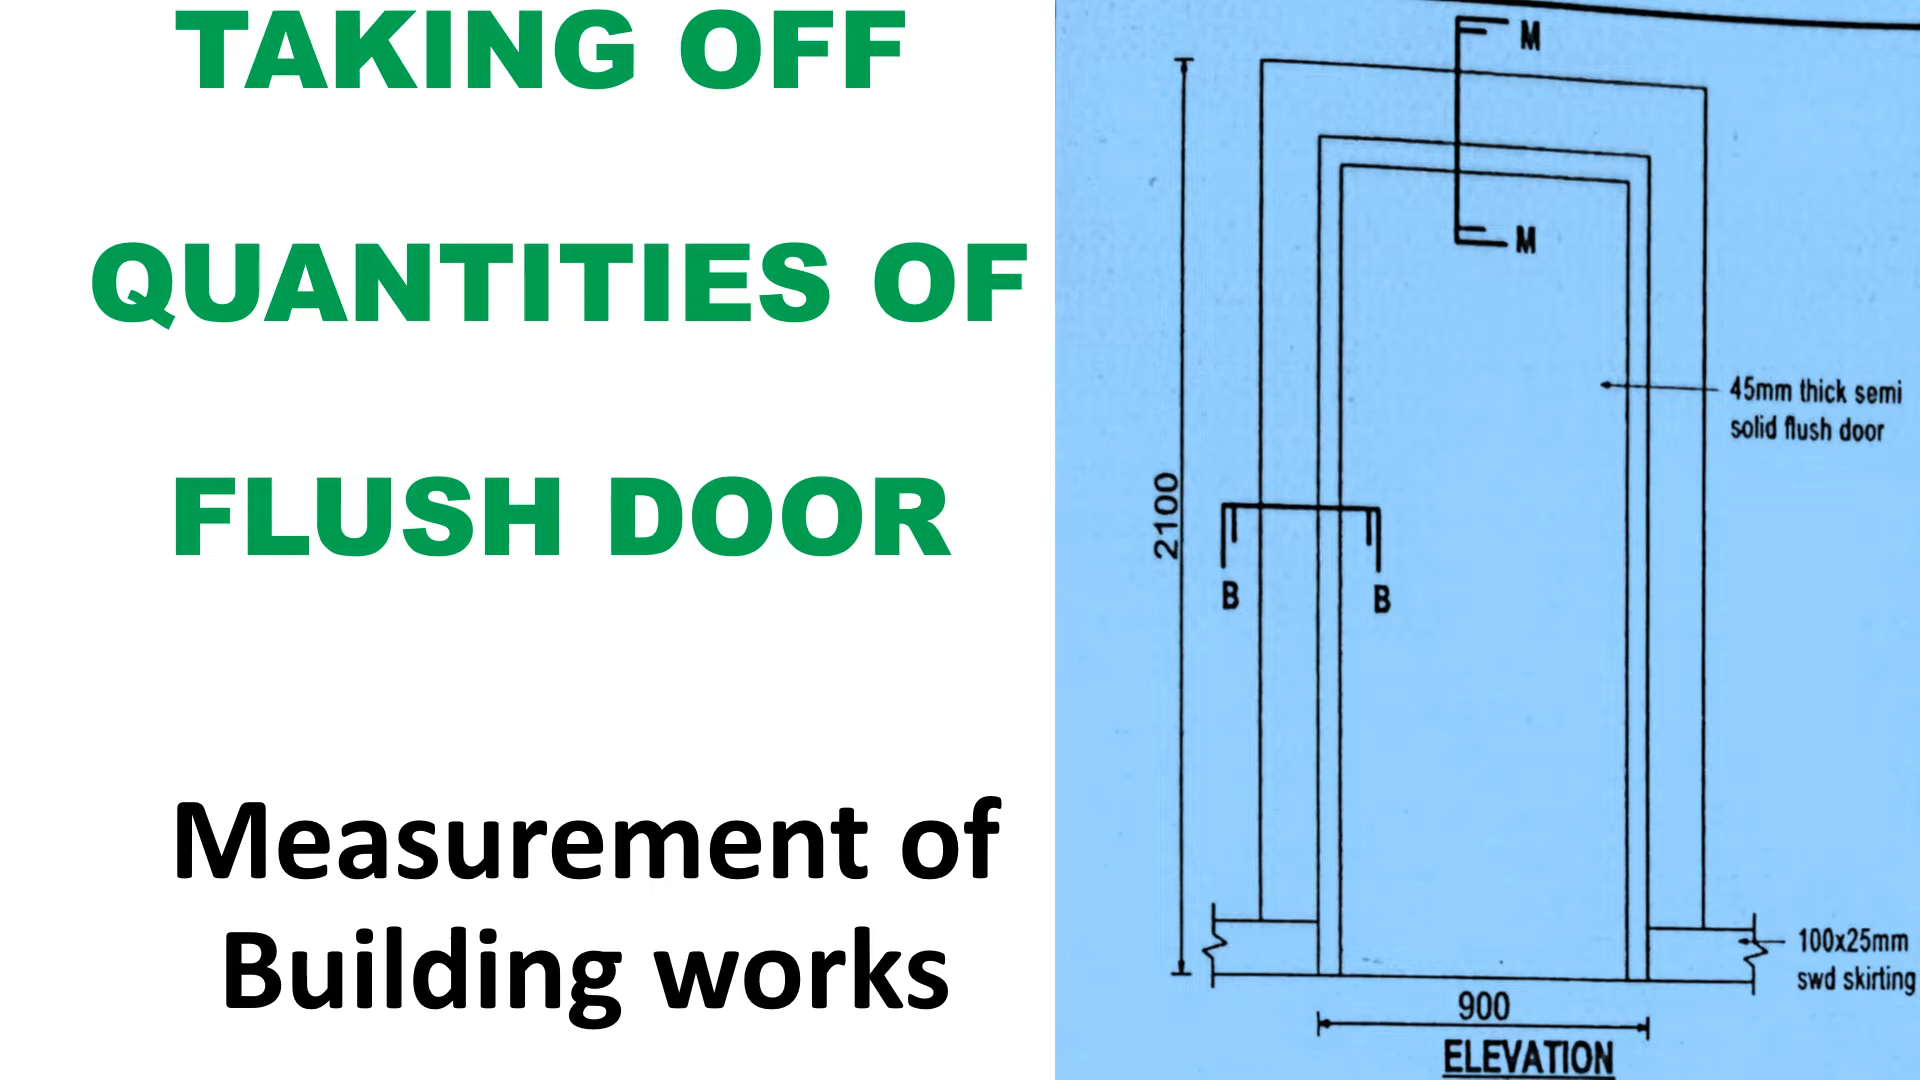 TAKING OFF
QUANTITIES OF
FLUSH DOOR
Measurement of
Building works
M
M
45mm thick semi
solid flush door
2100
B
B
100x25mm
swd skirting
900
ELEVATION